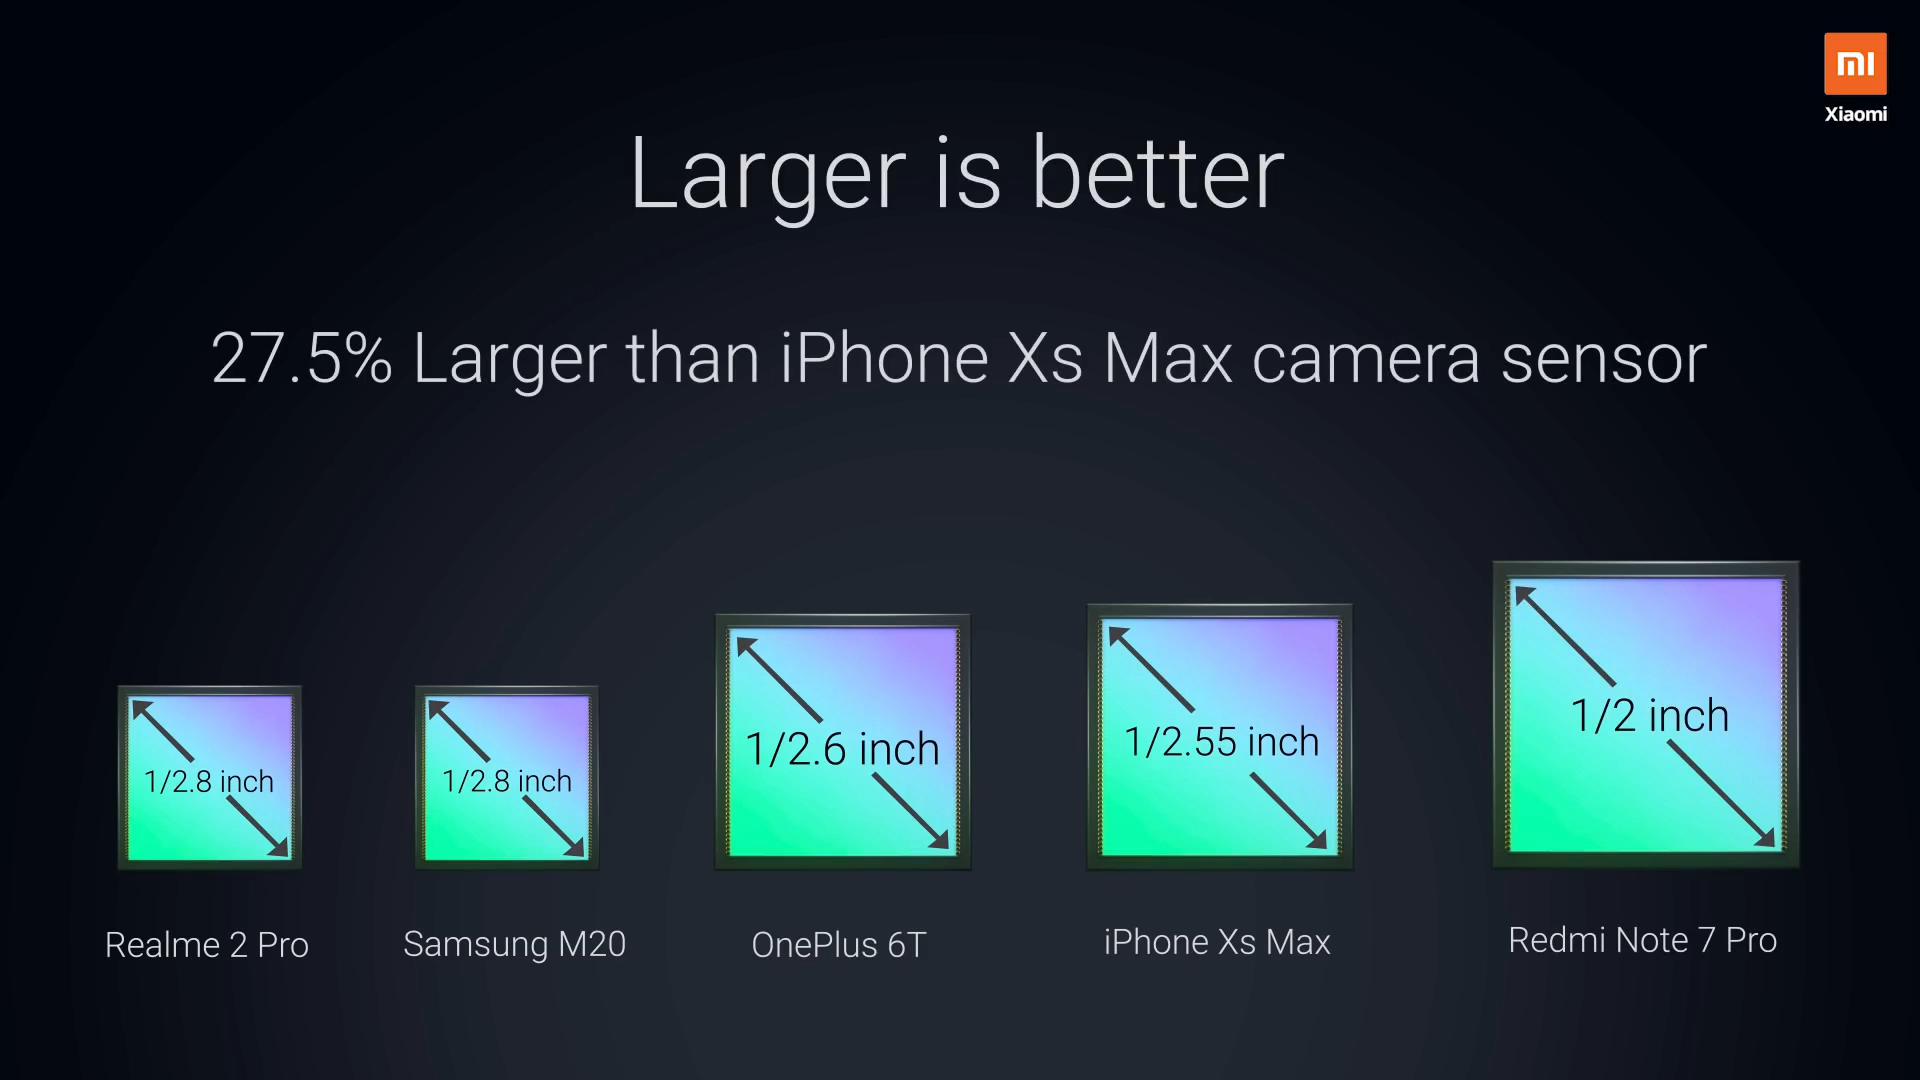 mi
Xiaomi
Larger is better
27.5% Larger than iPhone Xs Max camera sensor
1/2.8 inch
1/2.8 inch
1/2.6 inch
1/2.55 inch
1/2 inch
Realme 2 Pro
Samsung M20
OnePlus 6T
iPhone Xs Max
Redmi Note 7 Pro